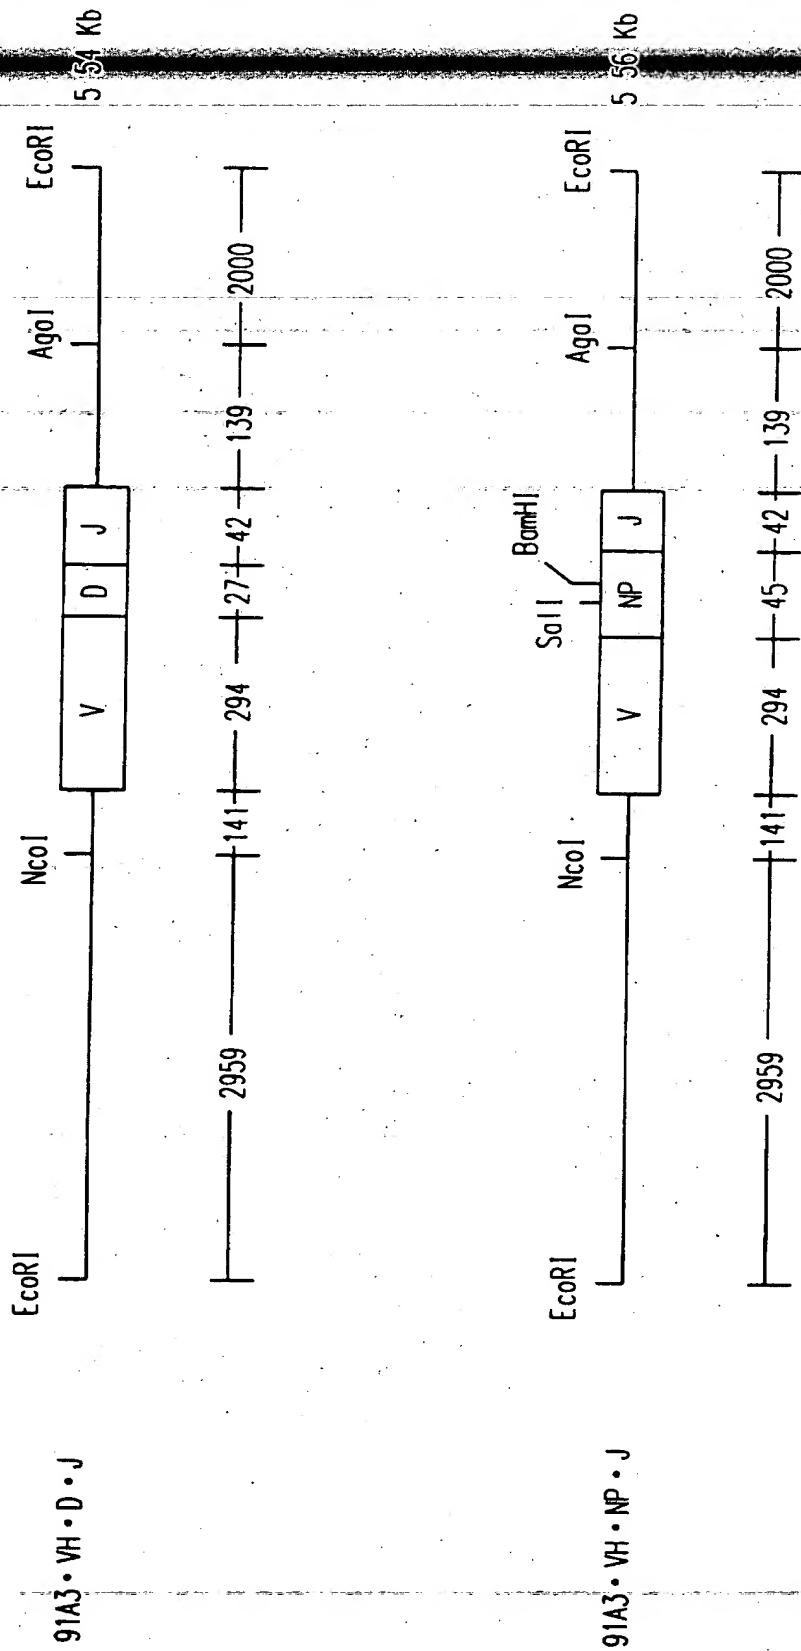 91A3 • VH • D • J
EcoRI NcoI AgoI EcoRI
V D J
2959 141 294 27 42 139 2000
5 54 Kb
91A3 • VH • NP • J
EcoRI NcoI SalI BamHI AgoI EcoRI
V NP J
2959 141 294 45 42 139 2000
5 56 Kb